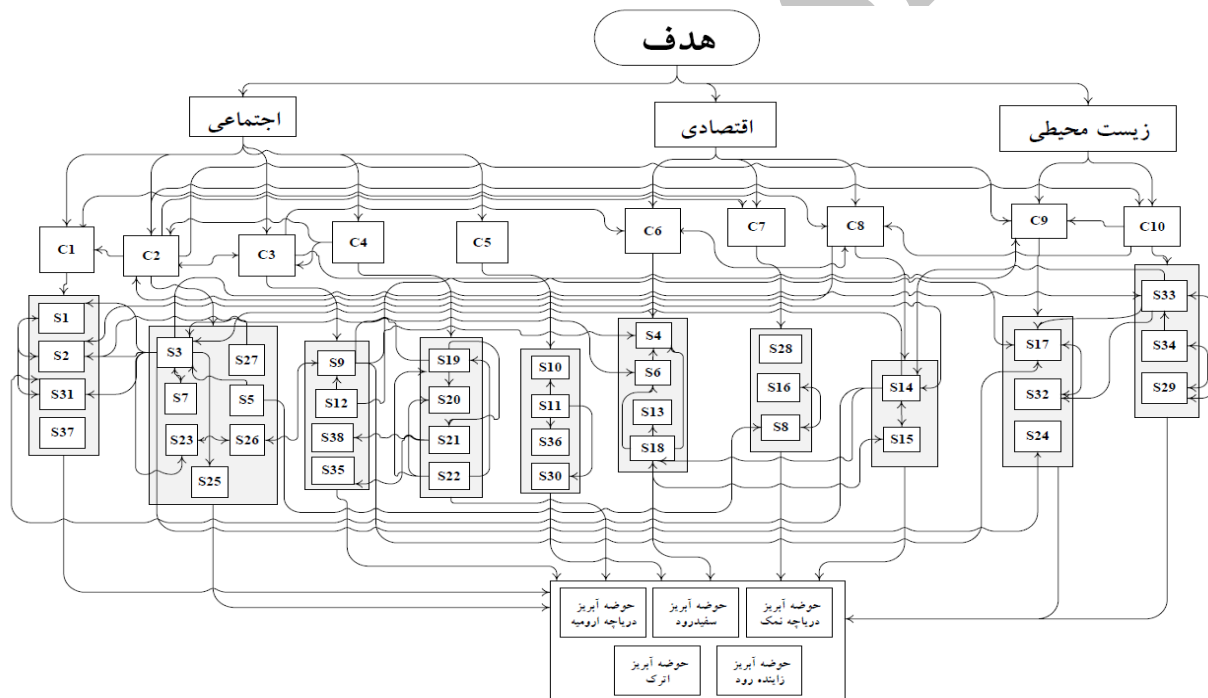 هدف
اجتماعی
اقتصادی
زیست محیطی
C1
C2
C3
C4
C5
C6
C7
C8
C9
C10
S1
S2
S31
S37
S3
S27
S7
S5
S23
S26
S25
S9
S12
S38
S35
S19
S20
S21
S22
S10
S11
S36
S30
S4
S6
S13
S18
S28
S16
S8
S14
S15
S17
S32
S24
S33
S34
S29
حوضه آبریز
دریاچه نمک
حوضه آبریز
سفیدرود
حوضه آبریز
دریاچه ارومیه
حوضه آبریز
زاینده رود
حوضه آبریز
اترک